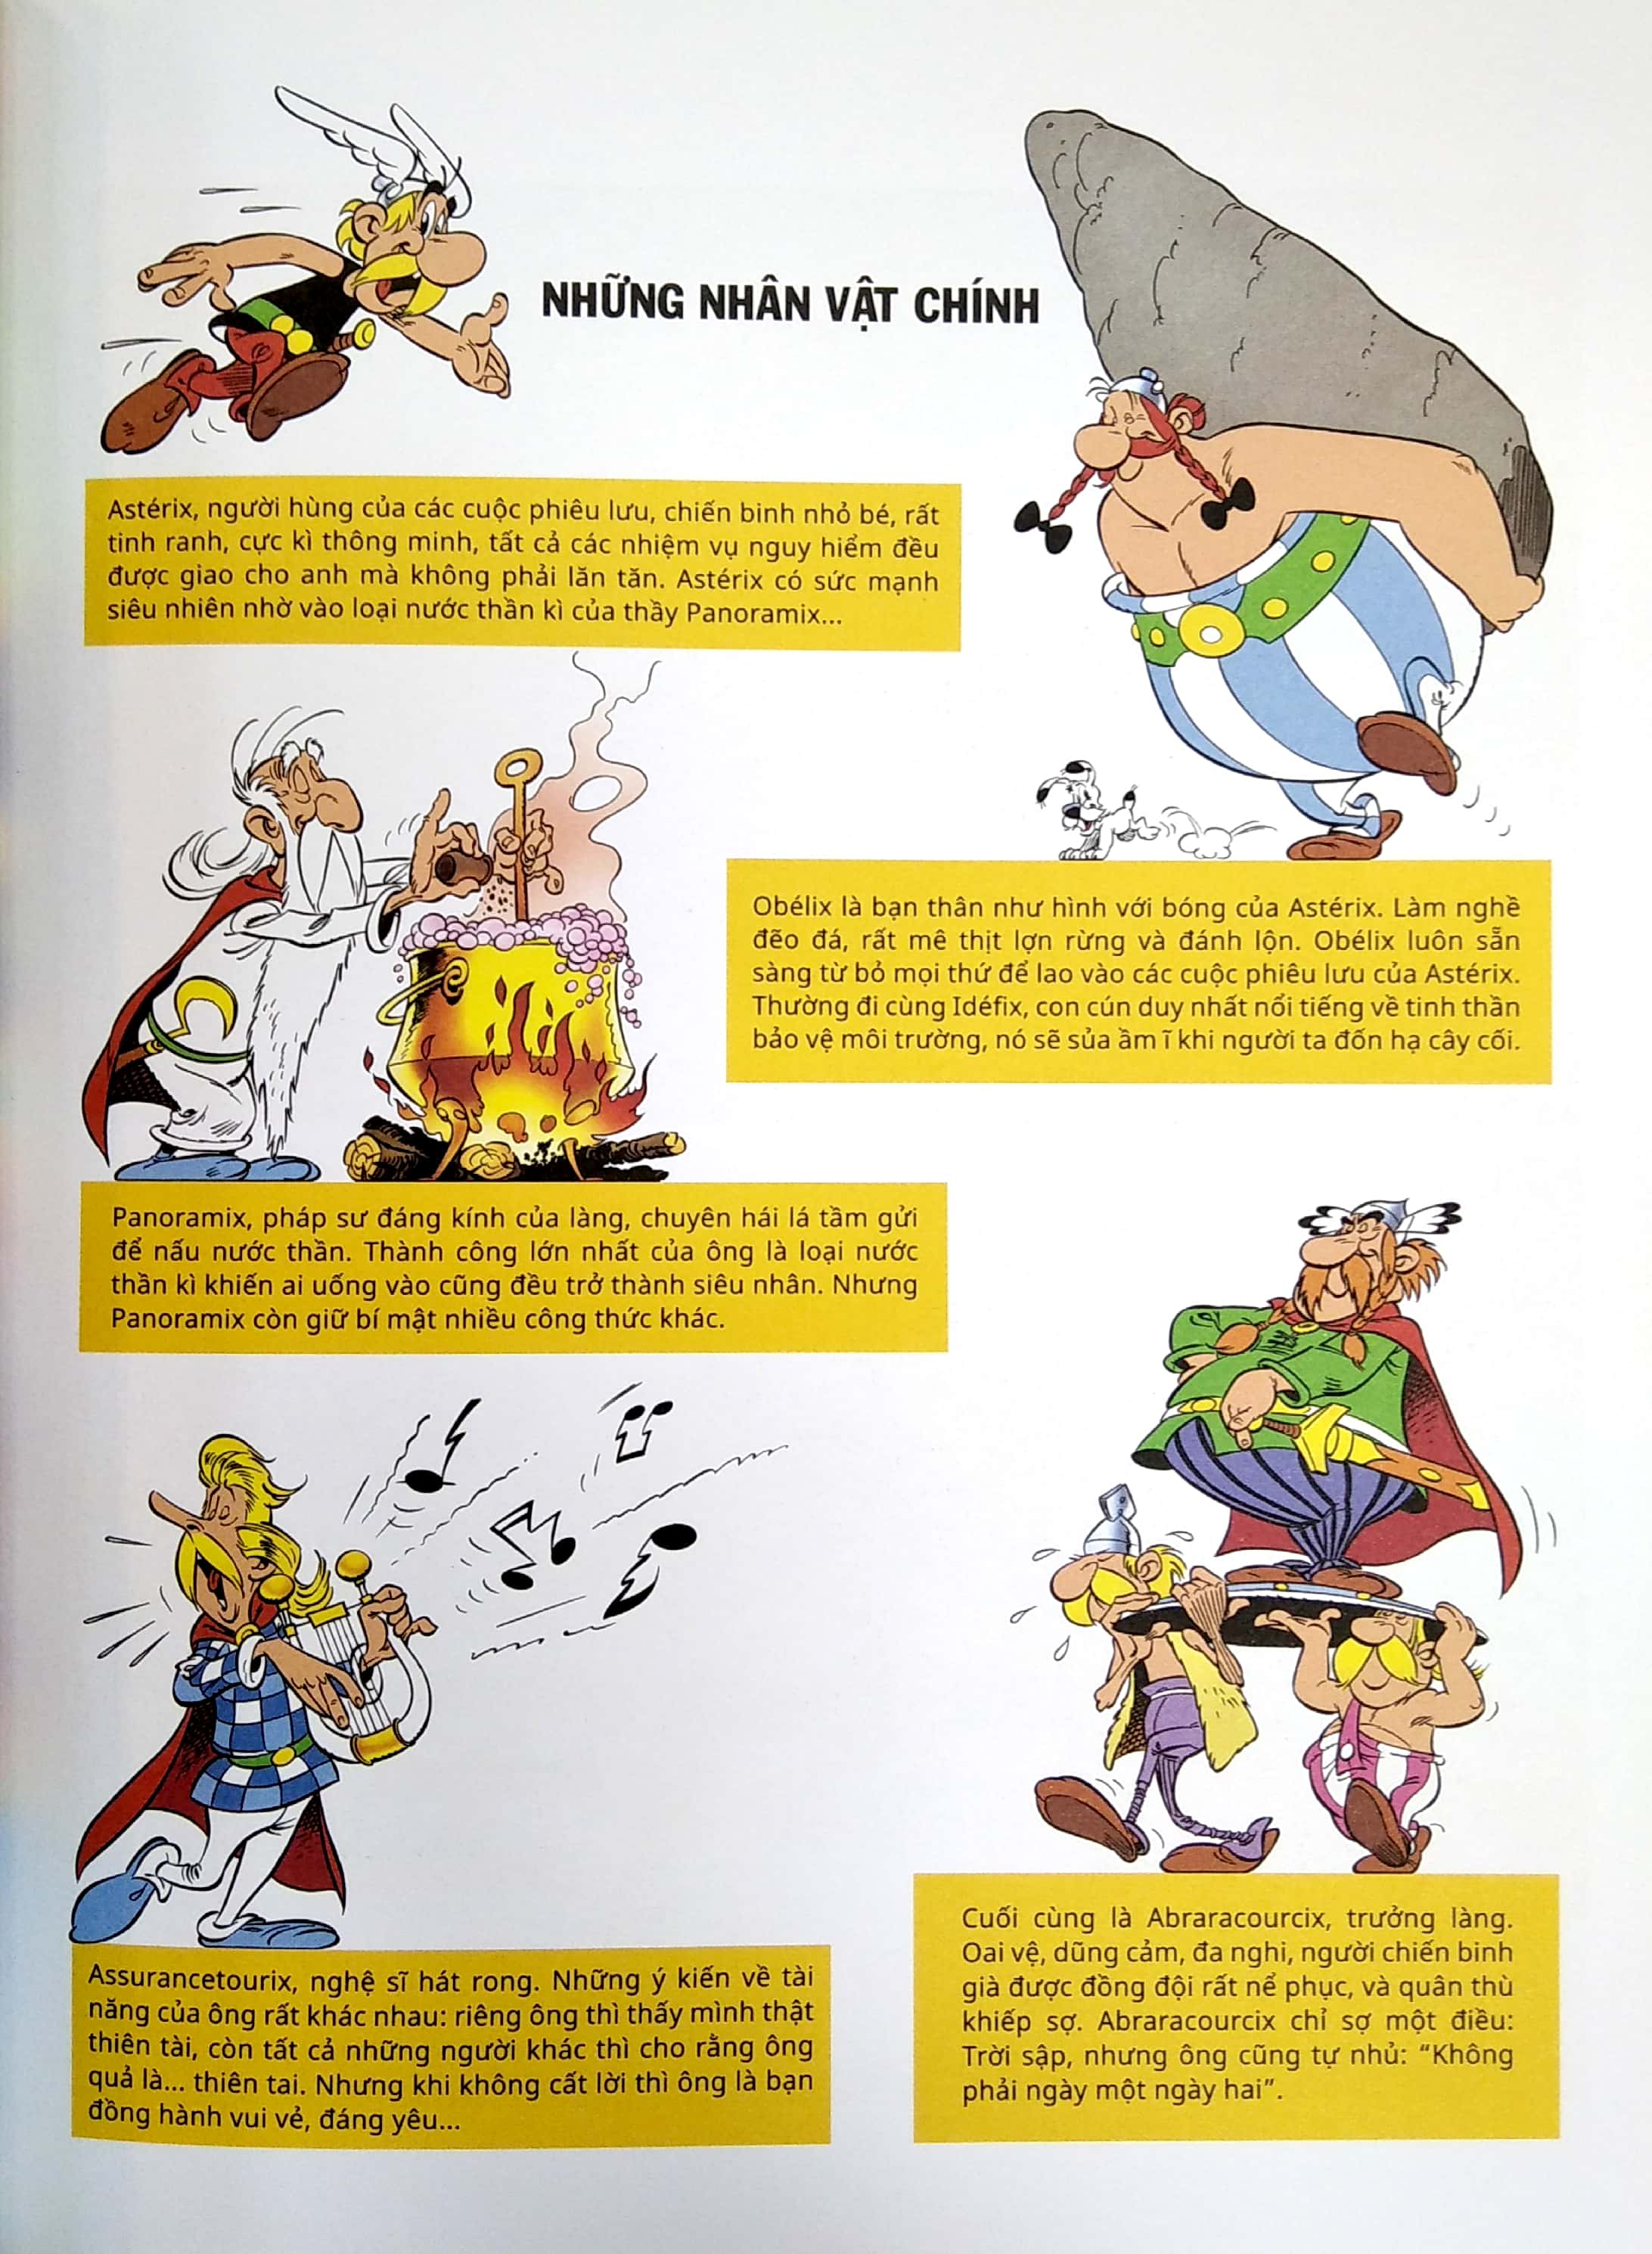 NHỮNG NHÂN VẬT CHÍNH
Astérix, người hùng của các cuộc phiêu lưu, chiến binh nhỏ bé, rất
tinh ranh, cực kì thông minh, tất cả các nhiệm vụ nguy hiểm đều
được giao cho anh mà không phải lăn tăn. Astérix có sức mạnh
siêu nhiên nhờ vào loại nước thần kì của thầy Panoramix...
Obélix là bạn thân như hình với bóng của Astérix. Làm nghề
đẽo đá, rất mê thịt lợn rừng và đánh lộn. Obélix luôn sẵn
sàng từ bỏ mọi thứ để lao vào các cuộc phiêu lưu của Astérix.
Thường đi cùng Idéfix, con cún duy nhất nổi tiếng về tinh thần
bảo vệ môi trường, nó sẽ sủa ầm ĩ khi người ta đốn hạ cây cối.
Panoramix, pháp sư đáng kính của làng, chuyên hái lá tầm gửi
để nấu nước thần. Thành công lớn nhất của ông là loại nước
thần kì khiến ai uống vào cũng đều trở thành siêu nhân. Nhưng
Panoramix còn giữ bí mật nhiều công thức khác.
Assurancetourix, nghệ sĩ hát rong. Những ý kiến về tài
năng của ông rất khác nhau: riêng ông thì thấy mình thật
thiên tài, còn tất cả những người khác thì cho rằng ông
quả là... thiên tai. Nhưng khi không cất lời thì ông là bạn
đồng hành vui vẻ, đáng yêu...
Cuối cùng là Abraracourcix, trưởng làng.
Oai vệ, dũng cảm, đa nghi, người chiến binh
già được đồng đội rất nể phục, và quân thù
khiếp sợ. Abraracourcix chỉ sợ một điều:
Trời sập, nhưng ông cũng tự nhủ: “Không
phải ngày một ngày hai”.